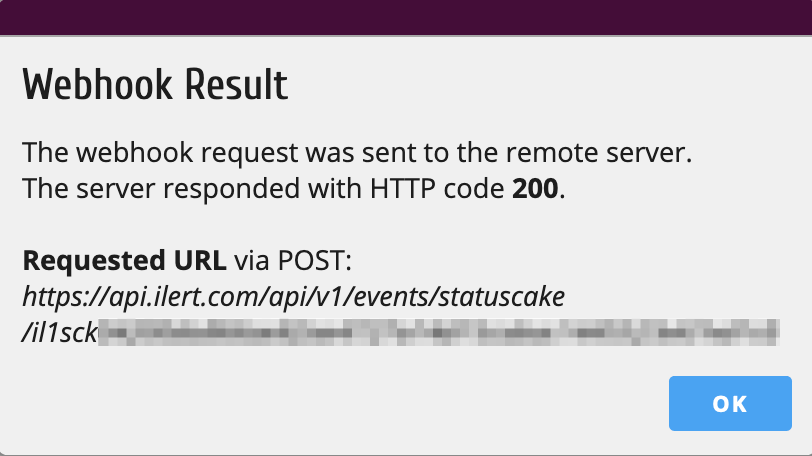 Webhook Result
The webhook request was sent to the remote server.
The server responded with HTTP code 200.
Requested URL via POST:
https://api.ilert.com/api/v1/events/statuscake
/il1sck
OK